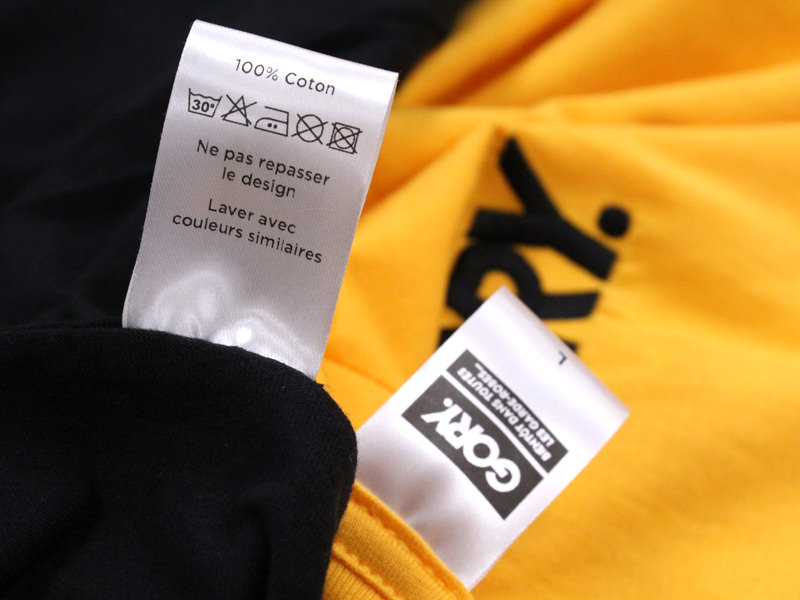 100% Coton
30°
Ne pas repasser
le design
Laver avec
couleurs similaires
RY.
L
BIENTÔT DANS TOUTES
LES GARDE-ROBES...
GORY.